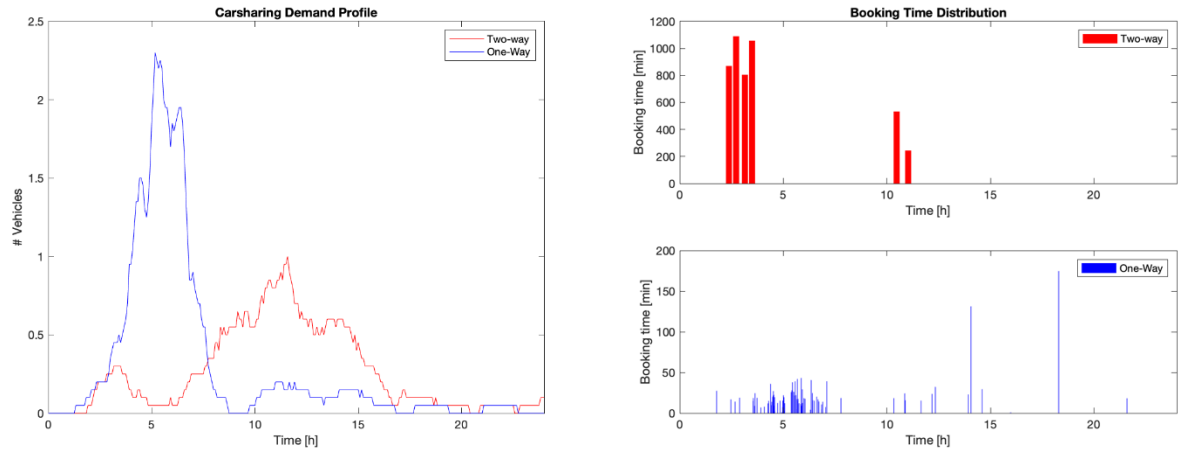 Carsharing Demand Profile
2.5
2
1.5
1
0.5
0
# Vehicles
Two-way
One-Way
0 5 10 15 20
Time [h]
Booking Time Distribution
1200
1000
800
600
400
200
0
Booking time [min]
Two-way
0 5 10 15 20
Time [h]
200
150
100
50
0
Booking time [min]
One-Way
0 5 10 15 20
Time [h]